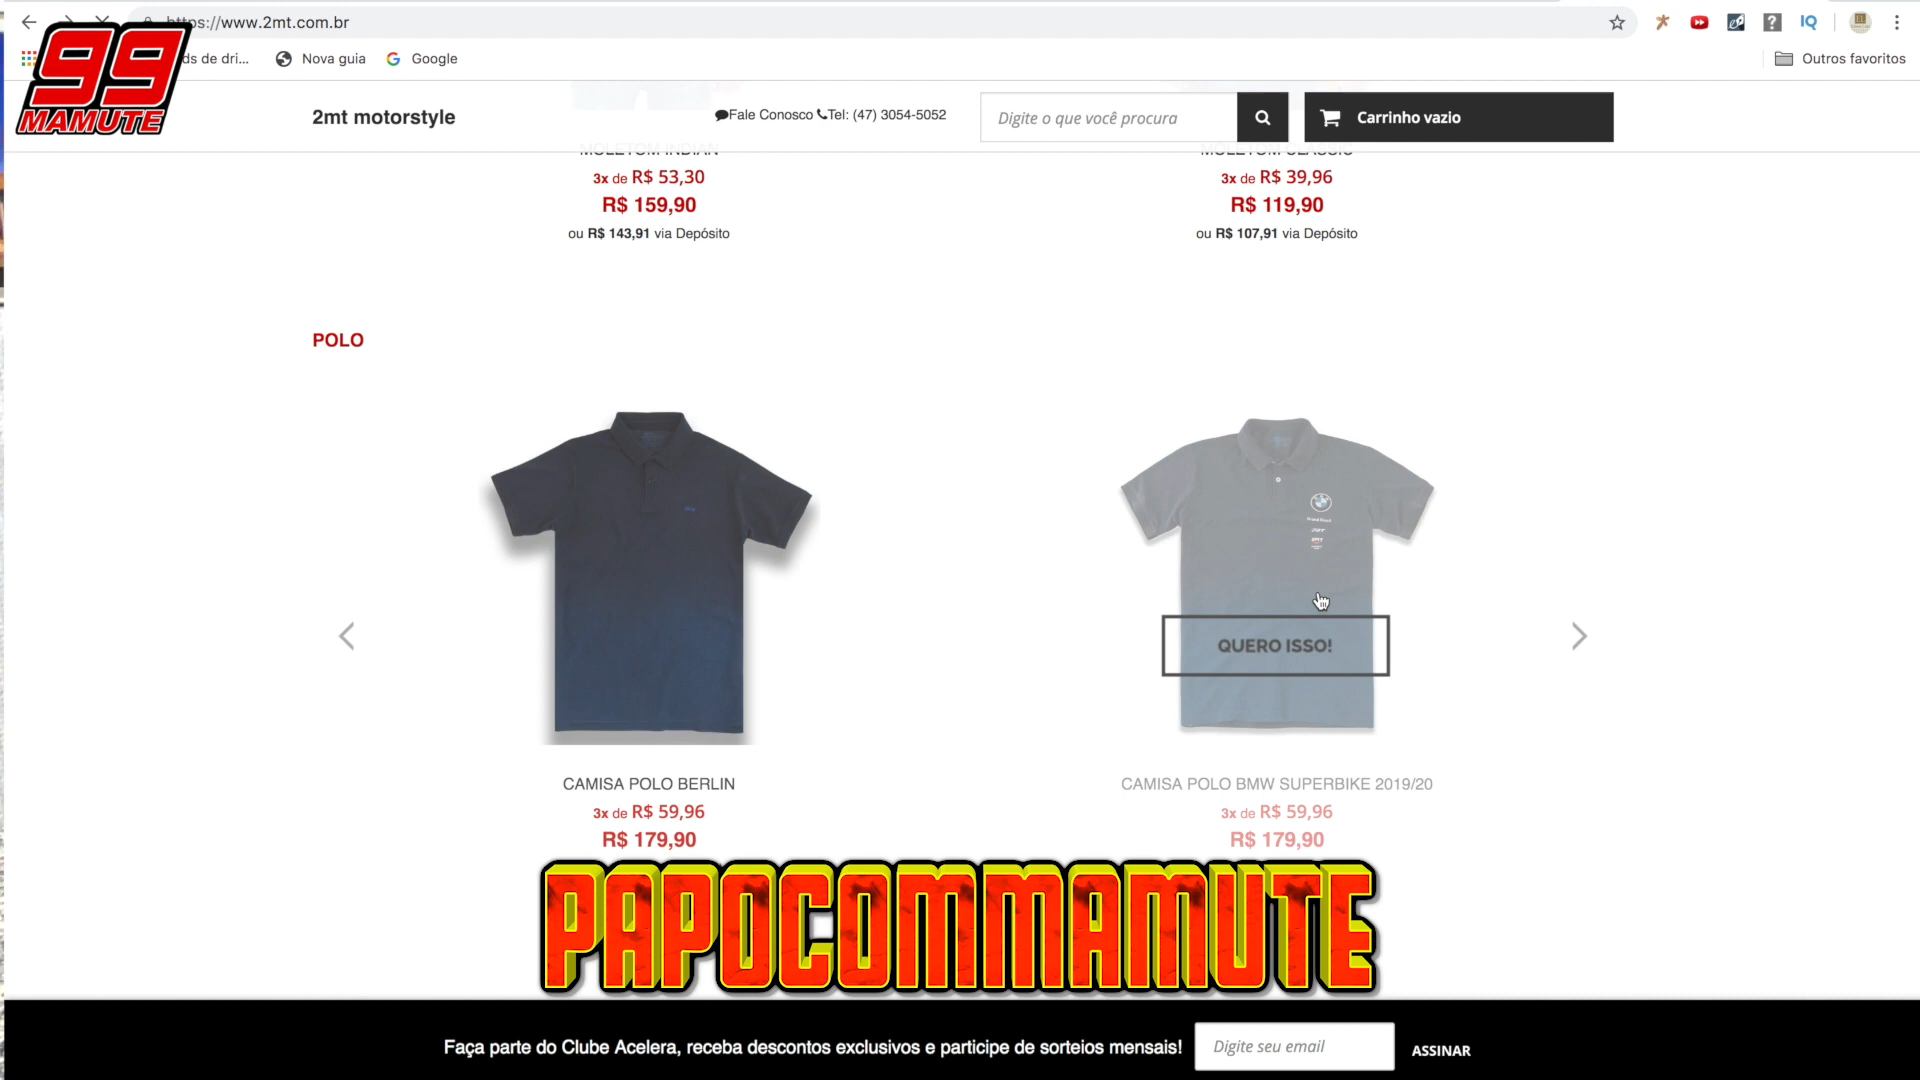 https://www.2mt.com.br
ds de dri...
Nova guia
Google
Outros favoritos
99
MAMUTE
2mt motorstyle
Fale Conosco Tel: (47) 3054-5052
Digite o que você procura
Carrinho vazio
MOLETOM INDIAN
MOLETOM CLASSIC
3x de R$ 53,30
3x de R$ 39,96
R$ 159,90
R$ 119,90
ou R$ 143,91 via Depósito
ou R$ 107,91 via Depósito
POLO
QUERO ISSO!
CAMISA POLO BERLIN
CAMISA POLO BMW SUPERBIKE 2019/20
3x de R$ 59,96
3x de R$ 59,96
R$ 179,90
R$ 179,90
PAPOCOMMAMUTE
Faça parte do Clube Acelera, receba descontos exclusivos e participe de sorteios mensais!
Digite seu email
ASSINAR